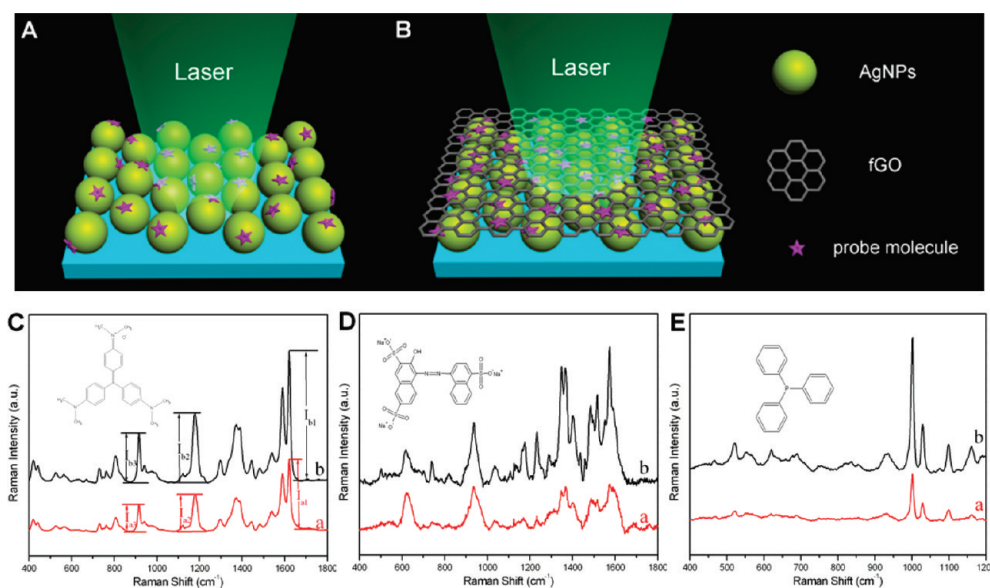 A
B
Laser
Laser
AgNPs
fGO
probe molecule
C
D
E
I b1
I b2
I b3
b
I a1
I a2
I a3
a
OH
N=N
b
a
P
b
a
Raman Intensity (a.u.)
400 600 800 1000 1200 1400 1600 1800
Raman Shift (cm-1)
Raman Intensity (a.u.)
400 600 800 1000 1200 1400 1600 1800
Raman Shift (cm-1)
Raman Intensity (a.u.)
400 500 600 700 800 900 1000 1100 1200
Raman Shift (cm-1)